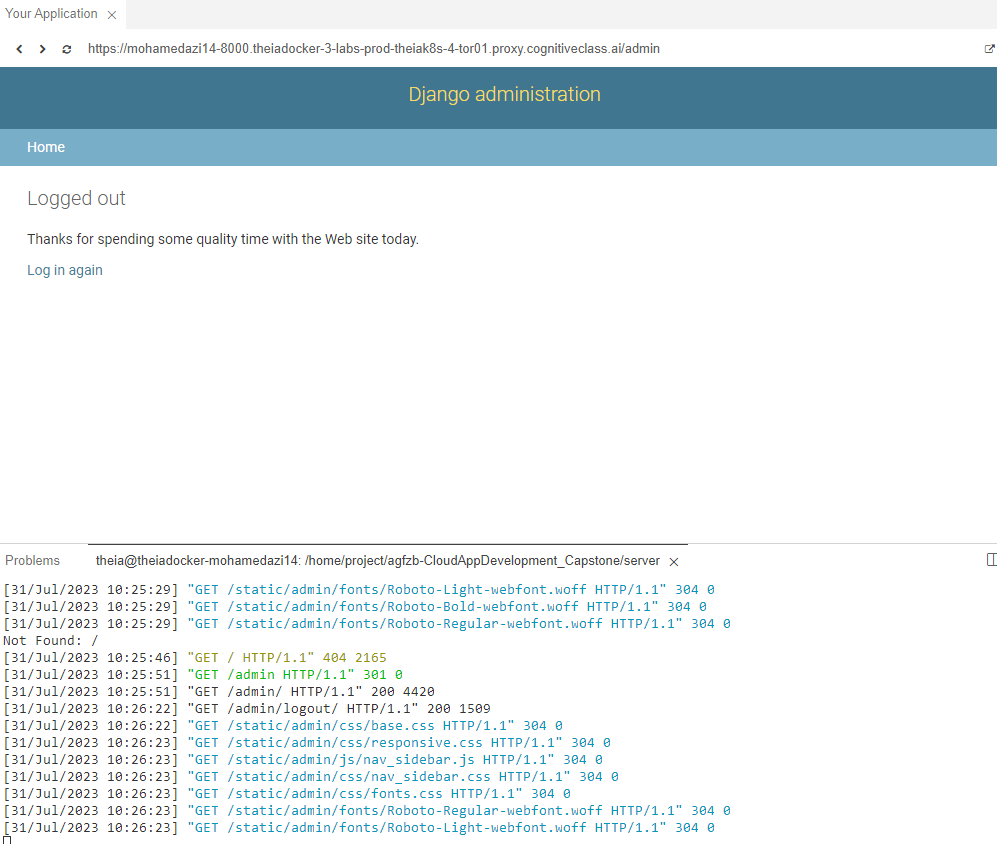 Your Application
https://mohamedazi14-8000.theiadocker-3-labs-prod-theiak8s-4-tor01.proxy.cognitiveclass.ai/admin
Django administration
Home
Logged out
Thanks for spending some quality time with the Web site today.
Log in again
Problems theia@theiadocker-mohamedazi14: /home/project/agfzb-CloudAppDevelopment_Capstone/server
[31/Jul/2023 10:25:29] "GET /static/admin/fonts/Roboto-Light-webfont.woff HTTP/1.1" 304 0
[31/Jul/2023 10:25:29] "GET /static/admin/fonts/Roboto-Bold-webfont.woff HTTP/1.1" 304 0
[31/Jul/2023 10:25:29] "GET /static/admin/fonts/Roboto-Regular-webfont.woff HTTP/1.1" 304 0
Not Found: /
[31/Jul/2023 10:25:46] "GET / HTTP/1.1" 404 2165
[31/Jul/2023 10:25:51] "GET /admin HTTP/1.1" 301 0
[31/Jul/2023 10:25:51] "GET /admin/ HTTP/1.1" 200 4420
[31/Jul/2023 10:26:22] "GET /admin/logout/ HTTP/1.1" 200 1509
[31/Jul/2023 10:26:22] "GET /static/admin/css/base.css HTTP/1.1" 304 0
[31/Jul/2023 10:26:23] "GET /static/admin/css/responsive.css HTTP/1.1" 304 0
[31/Jul/2023 10:26:23] "GET /static/admin/js/nav_sidebar.js HTTP/1.1" 304 0
[31/Jul/2023 10:26:23] "GET /static/admin/css/nav_sidebar.css HTTP/1.1" 304 0
[31/Jul/2023 10:26:23] "GET /static/admin/css/fonts.css HTTP/1.1" 304 0
[31/Jul/2023 10:26:23] "GET /static/admin/fonts/Roboto-Regular-webfont.woff HTTP/1.1" 304 0
[31/Jul/2023 10:26:23] "GET /static/admin/fonts/Roboto-Light-webfont.woff HTTP/1.1" 304 0